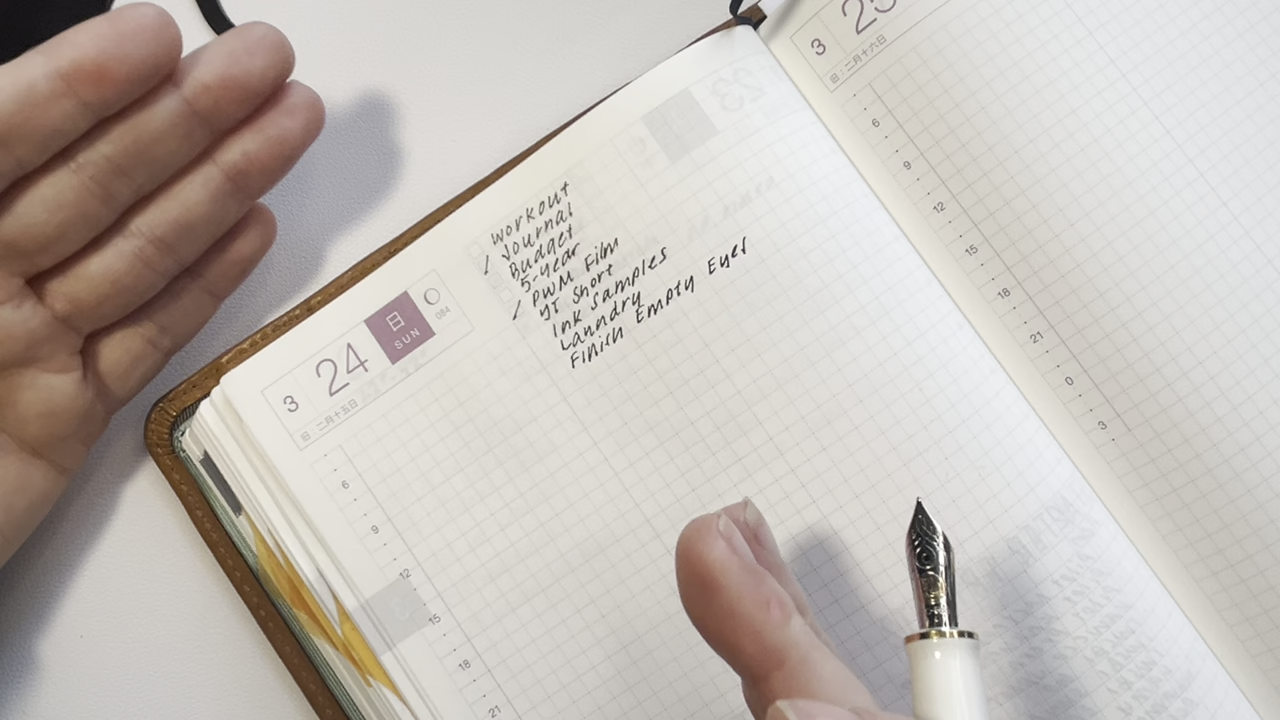 workout
Journal
/ Budget
5-year
/ PWM Film
YT Short
Ink Samples
Laundry
Finish Empty Eyes
3 24 日 SUN 084
旧:二月十五日
6
9
12
15
18
21
3 25
旧:二月十六日
6
9
12
15
18
21
0
3
23